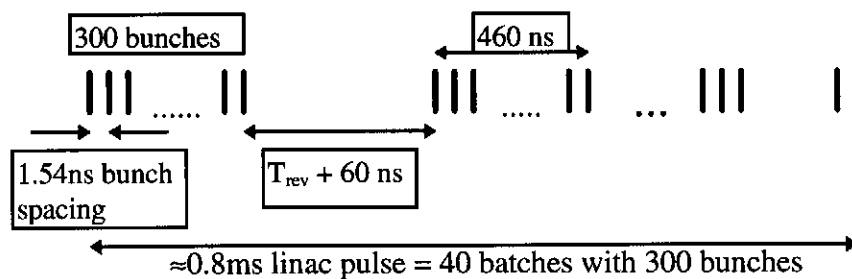 300 bunches
460 ns
......
.....
...
1.54ns bunch
spacing
Trev + 60 ns
≈0.8ms linac pulse = 40 batches with 300 bunches